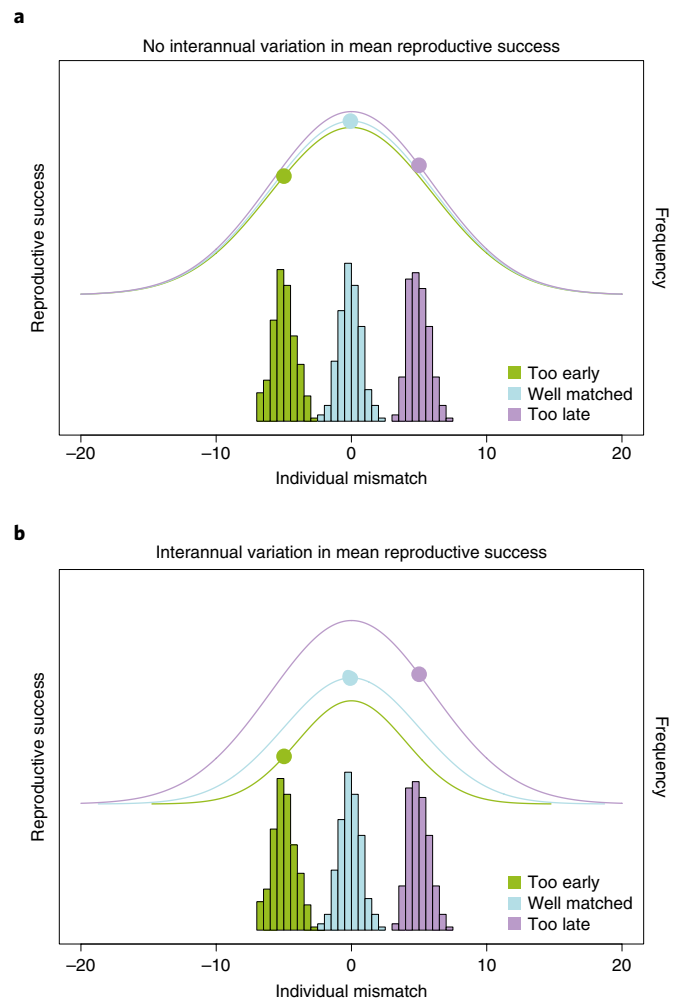 a
No interannual variation in mean reproductive success
Reproductive success
Frequency
Too early
Well matched
Too late
−20 −10 0 10 20
Individual mismatch
b
Interannual variation in mean reproductive success
Reproductive success
Frequency
Too early
Well matched
Too late
−20 −10 0 10 20
Individual mismatch